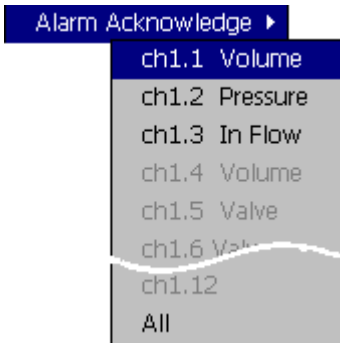 Alarm Acknowledge
ch1.1 Volume
ch1.2 Pressure
ch1.3 In Flow
ch1.4 Volume
ch1.5 Valve
ch1.6
ch1.12
All